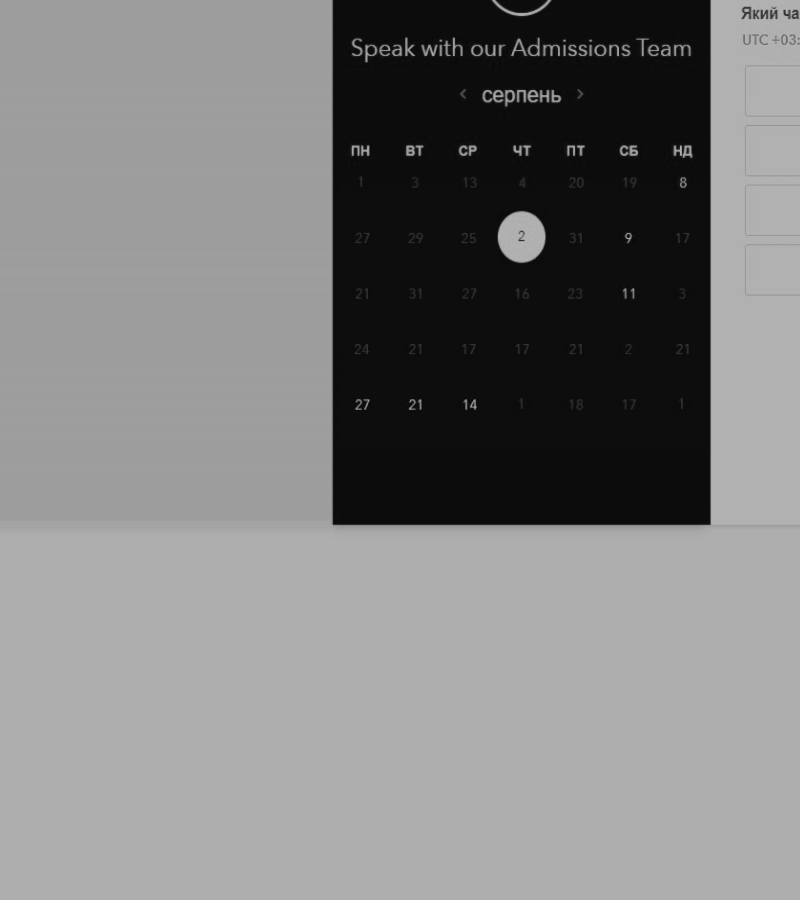 Який ча
UTC +03:
Speak with our Admissions Team
серпень
ПН ВТ СР ЧТ ПТ СБ НД
1 3 13 4 20 19 8
27 29 25 2 31 9 17
21 31 27 16 23 11 3
24 21 17 17 21 2 21
27 21 14 1 18 17 1